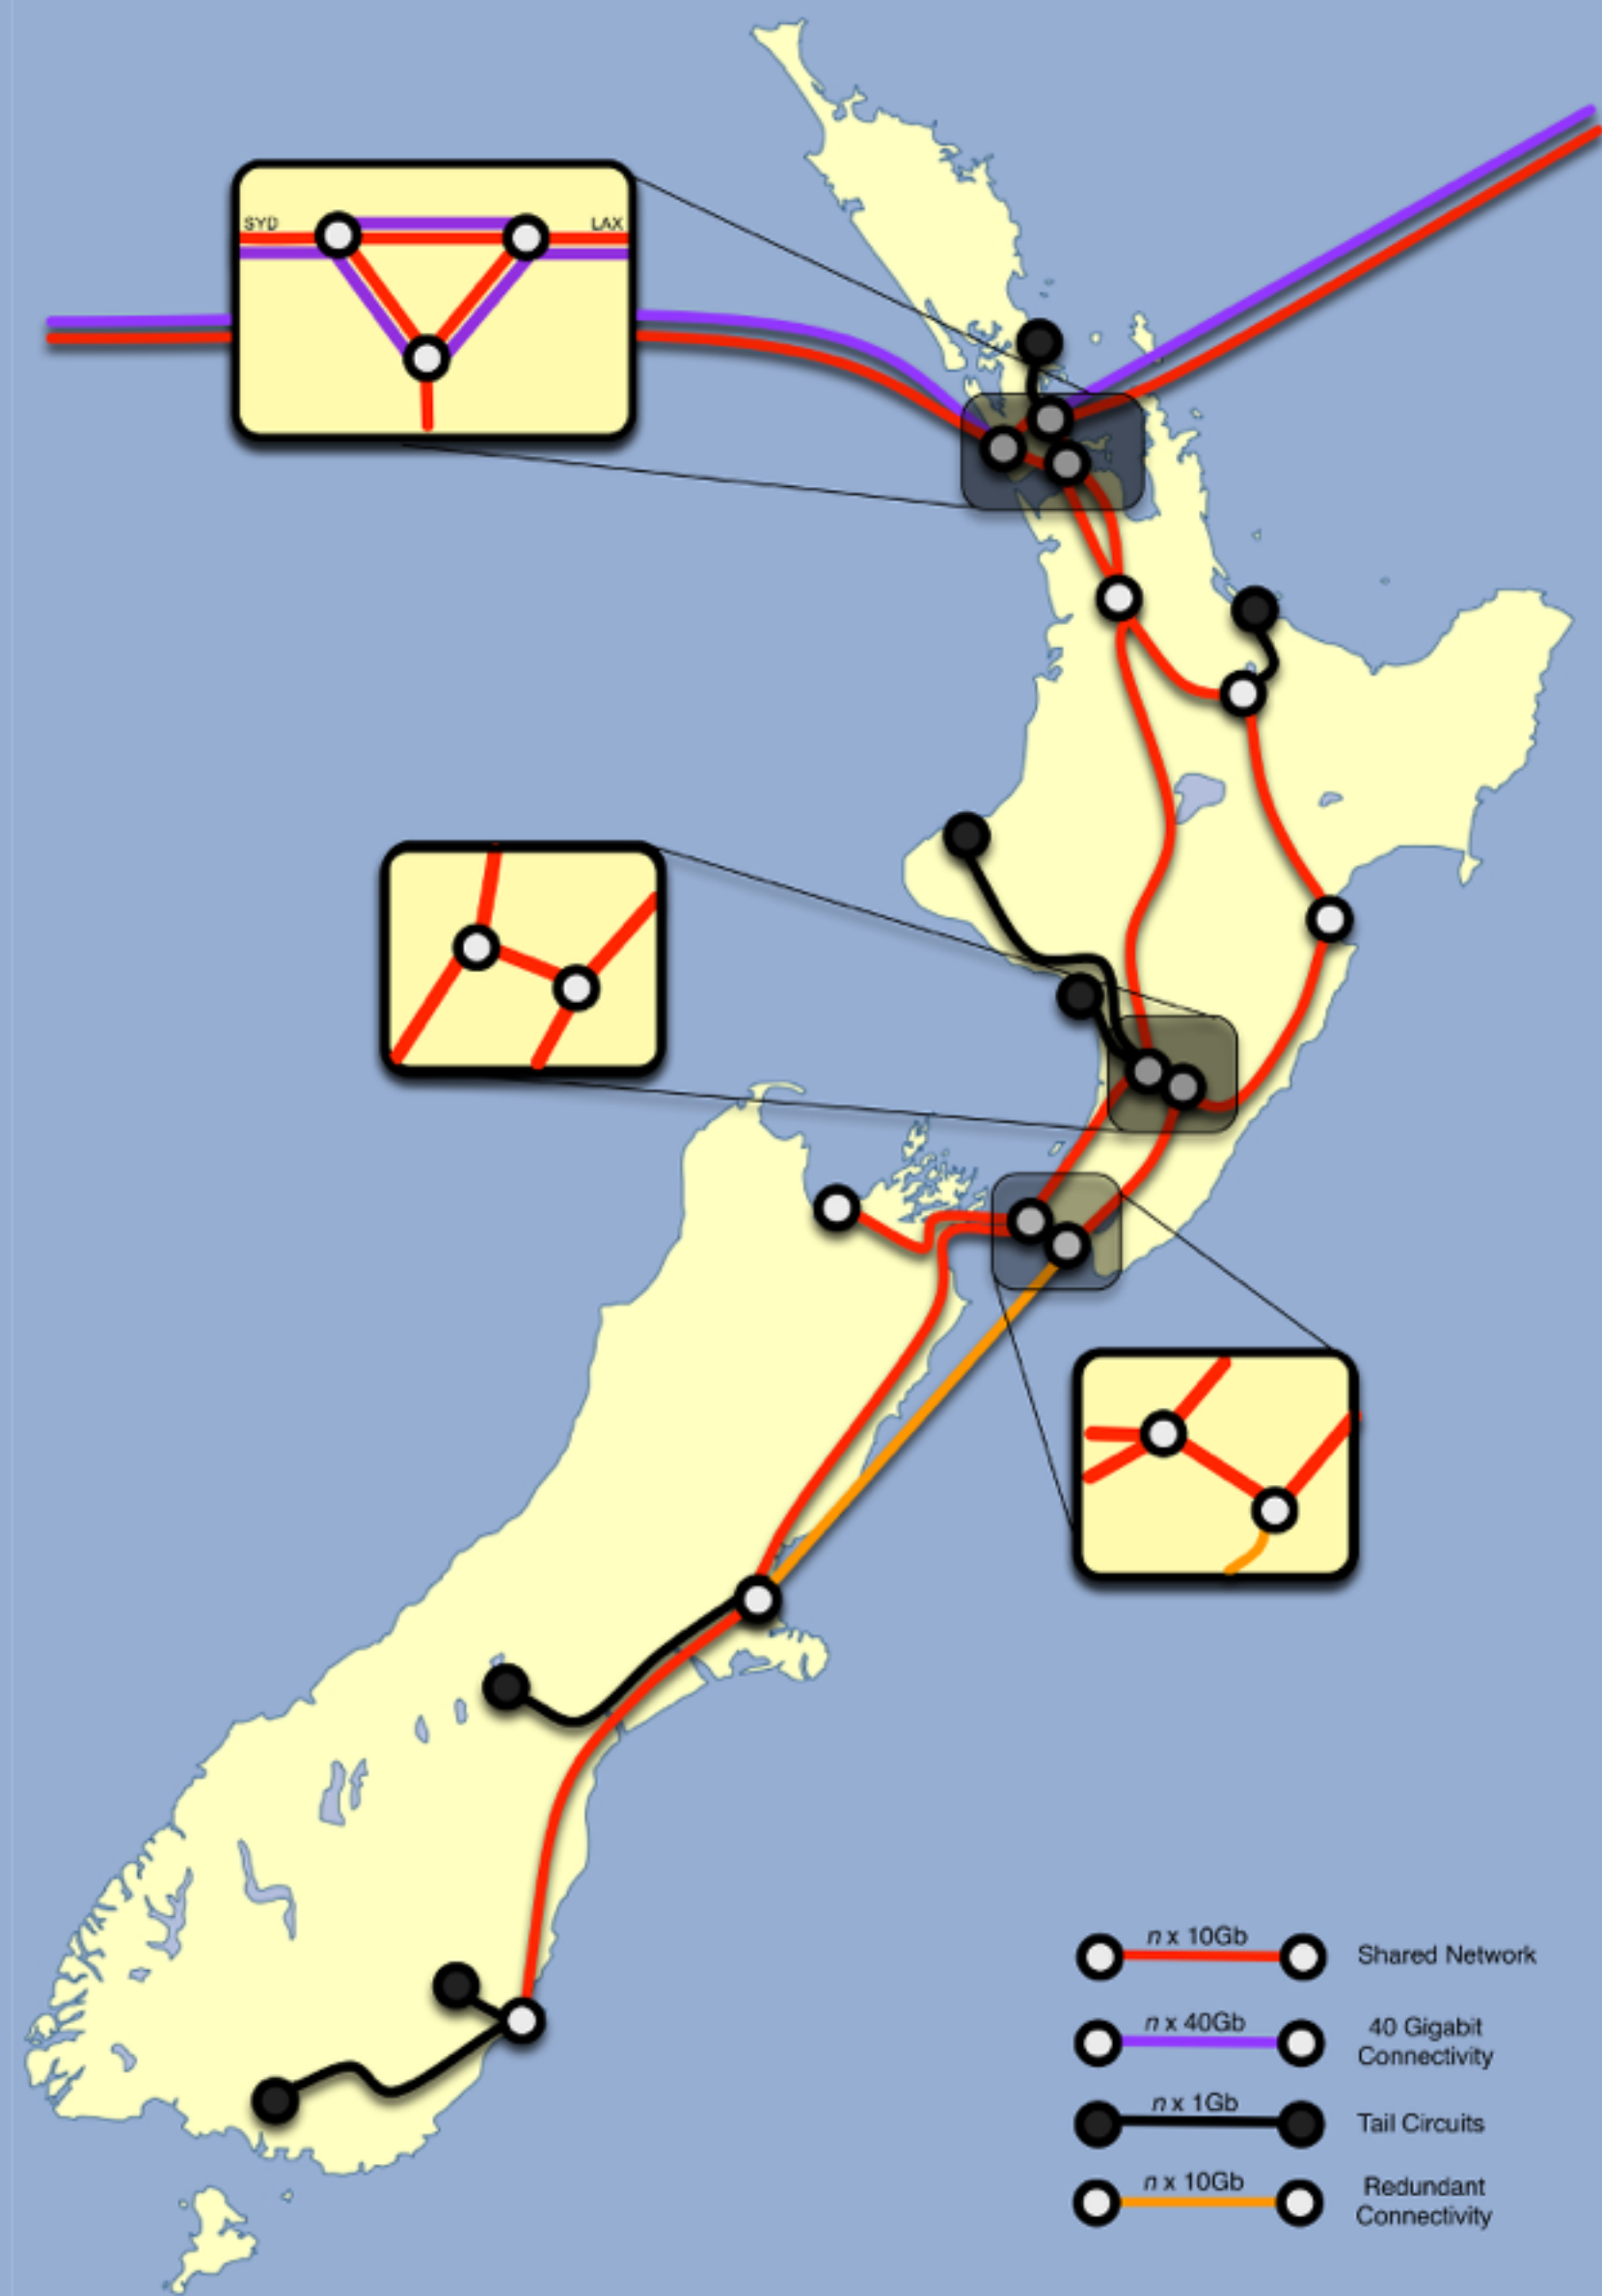 SYD
LAX
n x 10Gb
Shared Network
n x 40Gb
40 Gigabit
Connectivity
n x 1Gb
Tail Circuits
n x 10Gb
Redundant
Connectivity